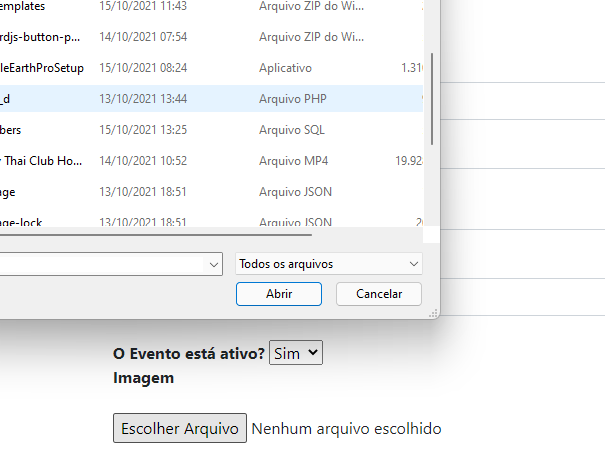 emplates 15/10/2021 11:43 Arquivo ZIP do Wi...
rdjs-button-p... 14/10/2021 07:54 Arquivo ZIP do Wi...
leEarthProSetup 15/10/2021 08:24 Aplicativo 1.310
_d 13/10/2021 13:44 Arquivo PHP
bers 15/10/2021 13:25 Arquivo SQL
Thai Club Ho... 14/10/2021 10:52 Arquivo MP4 19.92
age 13/10/2021 18:51 Arquivo JSON
age-lock 13/10/2021 18:51 Arquivo JSON
Todos os arquivos
Abrir Cancelar
O Evento está ativo? Sim
Imagem
Escolher Arquivo Nenhum arquivo escolhido